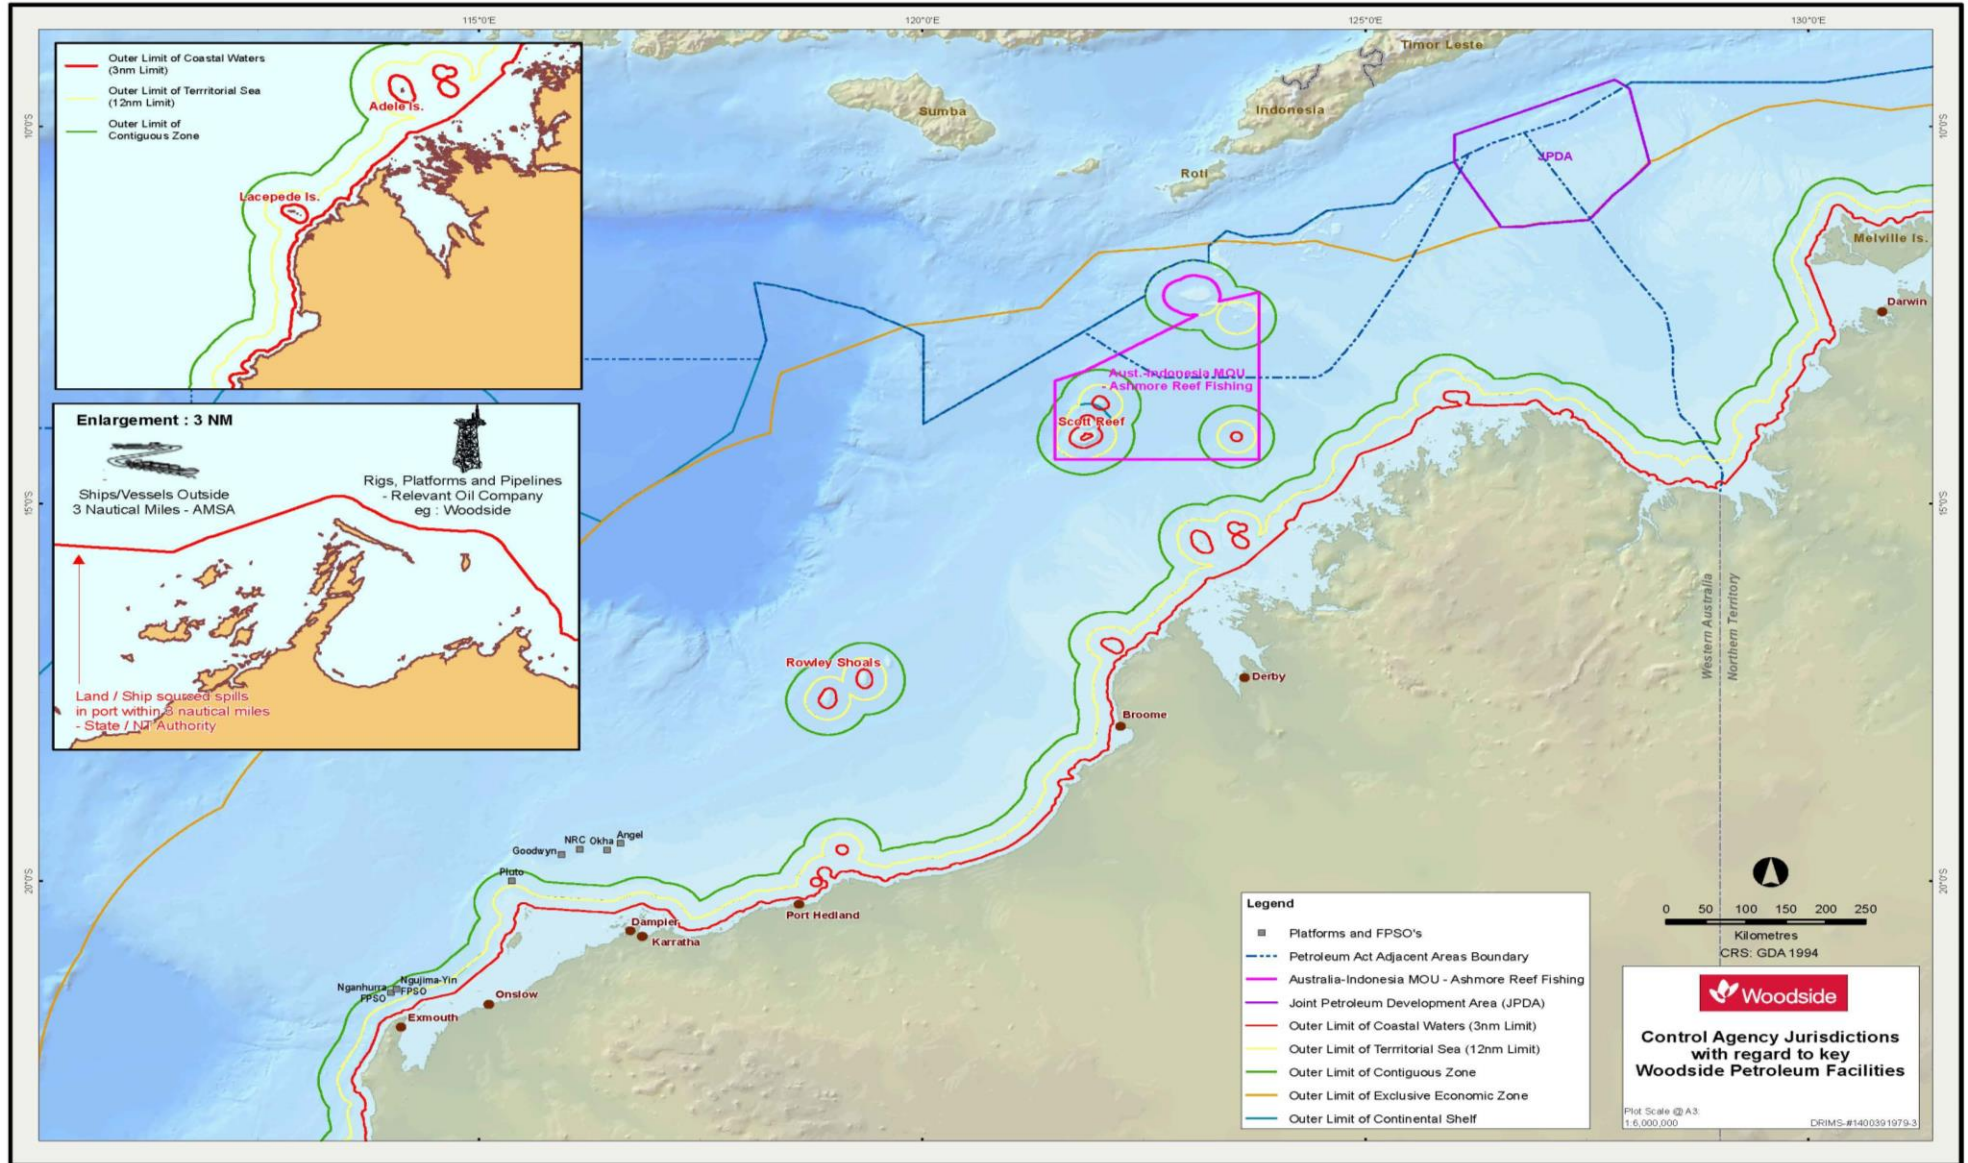 115°0'E
120°0'E
125°0'E
130°0'E
10°0'S
15°0'S
20°0'S
10°0'S
15°0'S
20°0'S
Outer Limit of Coastal Waters
(3nm Limit)
Outer Limit of Terrritorial Sea
(12nm Limit)
Outer Limit of
Contiguous Zone
Adele Is.
Lacepede Is.
Enlargement : 3 NM
Ships/Vessels Outside
3 Nautical Miles - AMSA
Rigs, Platforms and Pipelines
- Relevant Oil Company
eg : Woodside
Land / Ship sourced spills
in port within 3 nautical miles
- State / NT Authority
Timor Leste
Sumba
Indonesia
Roti
JPDA
Melville Is.
Darwin
Aust.-Indonesia MOU
- Ashmore Reef Fishing
Scott Reef
Rowley Shoals
Derby
Broome
Western Australia
Northern Territory
Angel
NRC
Okha
Goodwyn
Pluto
Dampier
Karratha
Port Hedland
Nganhurra
FPSO
Ngujima-Yin
FPSO
Onslow
Exmouth
Legend
Platforms and FPSO's
Petroleum Act Adjacent Areas Boundary
Australia-Indonesia MOU - Ashmore Reef Fishing
Joint Petroleum Development Area (JPDA)
Outer Limit of Coastal Waters (3nm Limit)
Outer Limit of Terrritorial Sea (12nm Limit)
Outer Limit of Contiguous Zone
Outer Limit of Exclusive Economic Zone
Outer Limit of Continental Shelf
0 50 100 150 200 250
Kilometres
CRS: GDA 1994
Woodside
Control Agency Jurisdictions
with regard to key
Woodside Petroleum Facilities
Plot Scale @ A3:
1:6,000,000
DRIMS-#1400391979-3